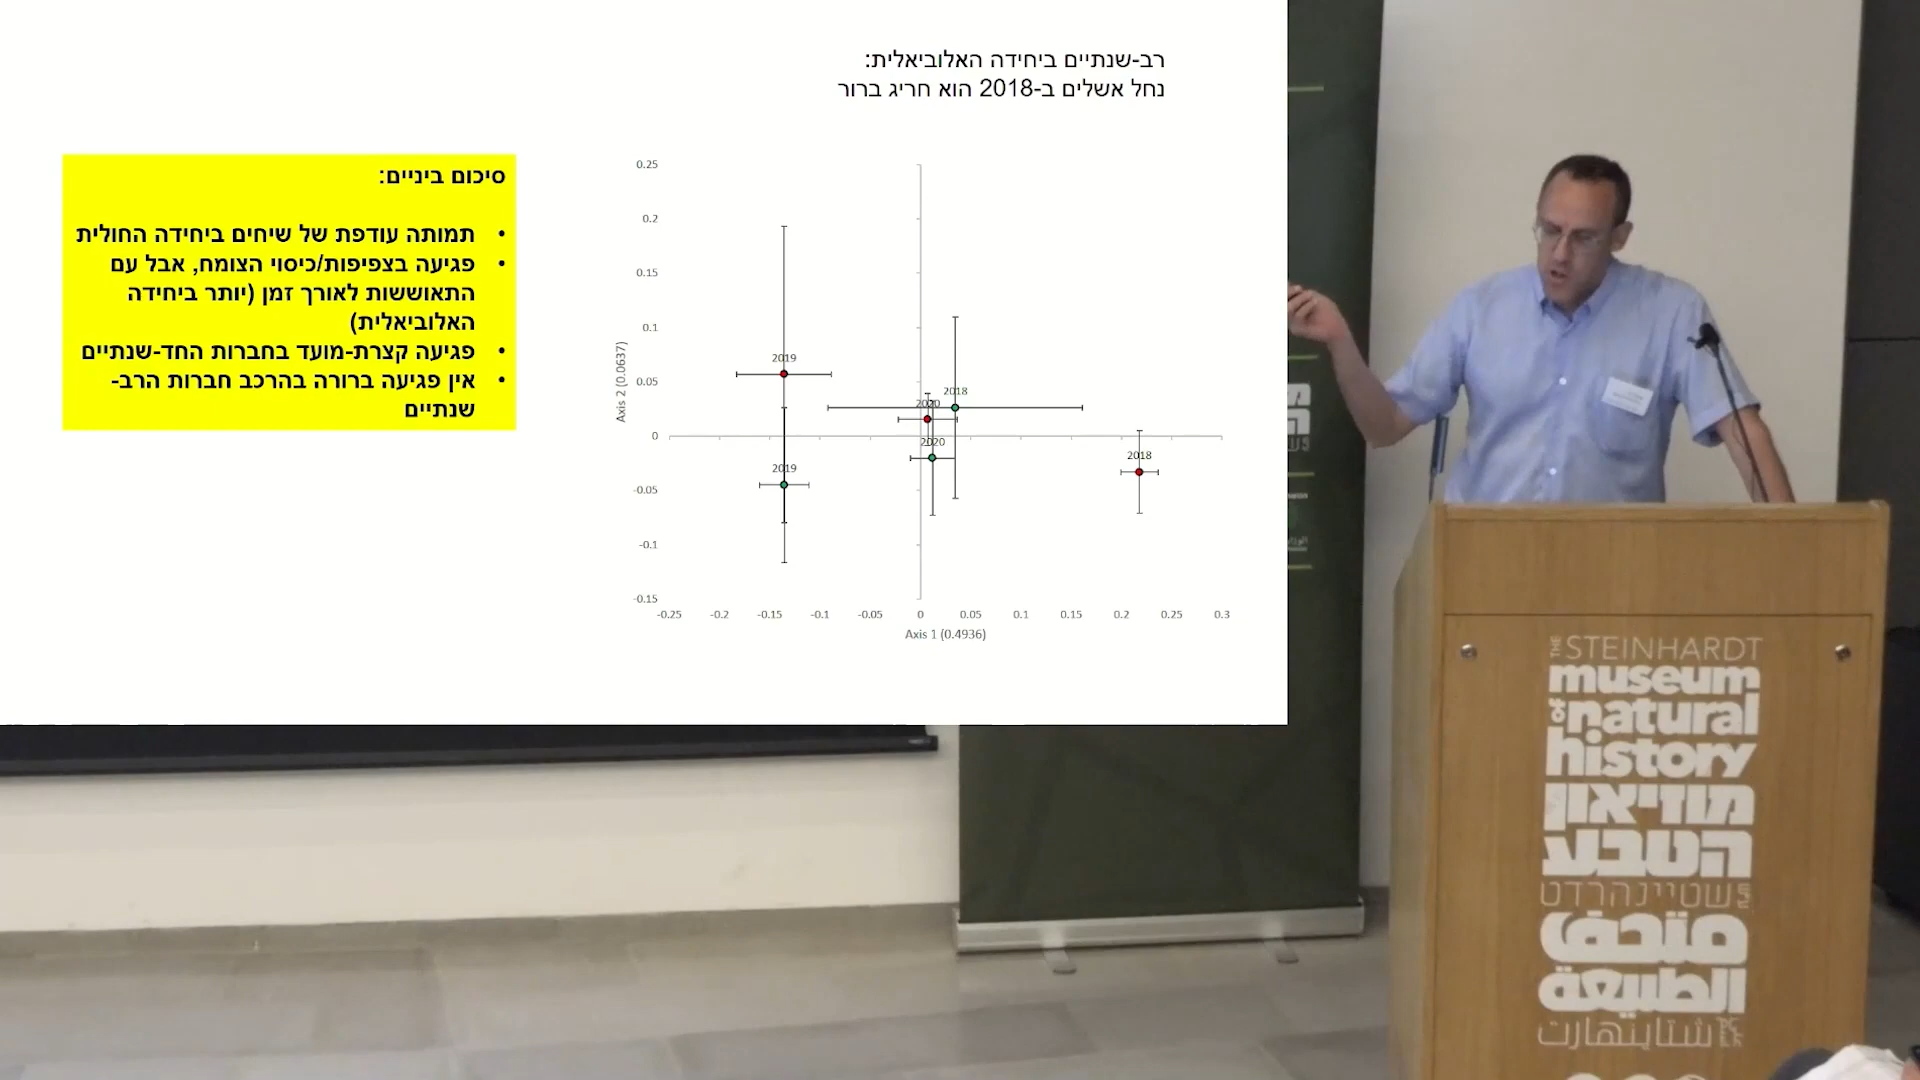 רב-שנתיים ביחידה האלוביאלית:
נחל אשלים ב-2018 הוא חריג ברור
סיכום ביניים:
• תמותה עודפת של שיחים ביחידה החולית
• פגיעה בצפיפות/כיסוי הצומח, אבל עם
התאוששות לאורך זמן (יותר ביחידה
האלוביאלית)
• פגיעה קצרת-מועד בחברות החד-שנתיים
• אין פגיעה ברורה בהרכב חברות הרב-
שנתיים
0.25
0.2
0.15
0.1
0.05
0
-0.05
-0.1
-0.15
Axis 2 (0.0637)
2019
2018
2020
2020
2018
2019
-0.25 -0.2 -0.15 -0.1 -0.05 0 0.05 0.1 0.15 0.2 0.25 0.3
Axis 1 (0.4936)
THE STEINHARDT
museum
of natural
history
מוזיאון
הטבע
ע״ש שטיינהרדט
متحف
الطبيعة
شتاينهارت